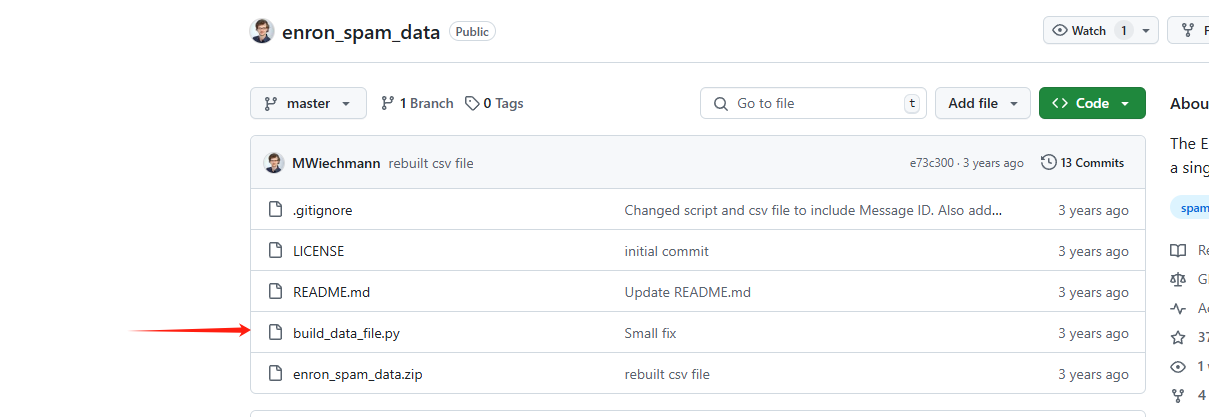 enron_spam_data Public Watch 1
master 1 Branch 0 Tags Go to file t Add file Code
MWiechmann rebuilt csv file e73c300 · 3 years ago 13 Commits
.gitignore Changed script and csv file to include Message ID. Also add... 3 years ago
LICENSE initial commit 3 years ago
README.md Update README.md 3 years ago
build_data_file.py Small fix 3 years ago
enron_spam_data.zip rebuilt csv file 3 years ago
Abou
The E
a sing
spam
Re
Ac
37
1
4